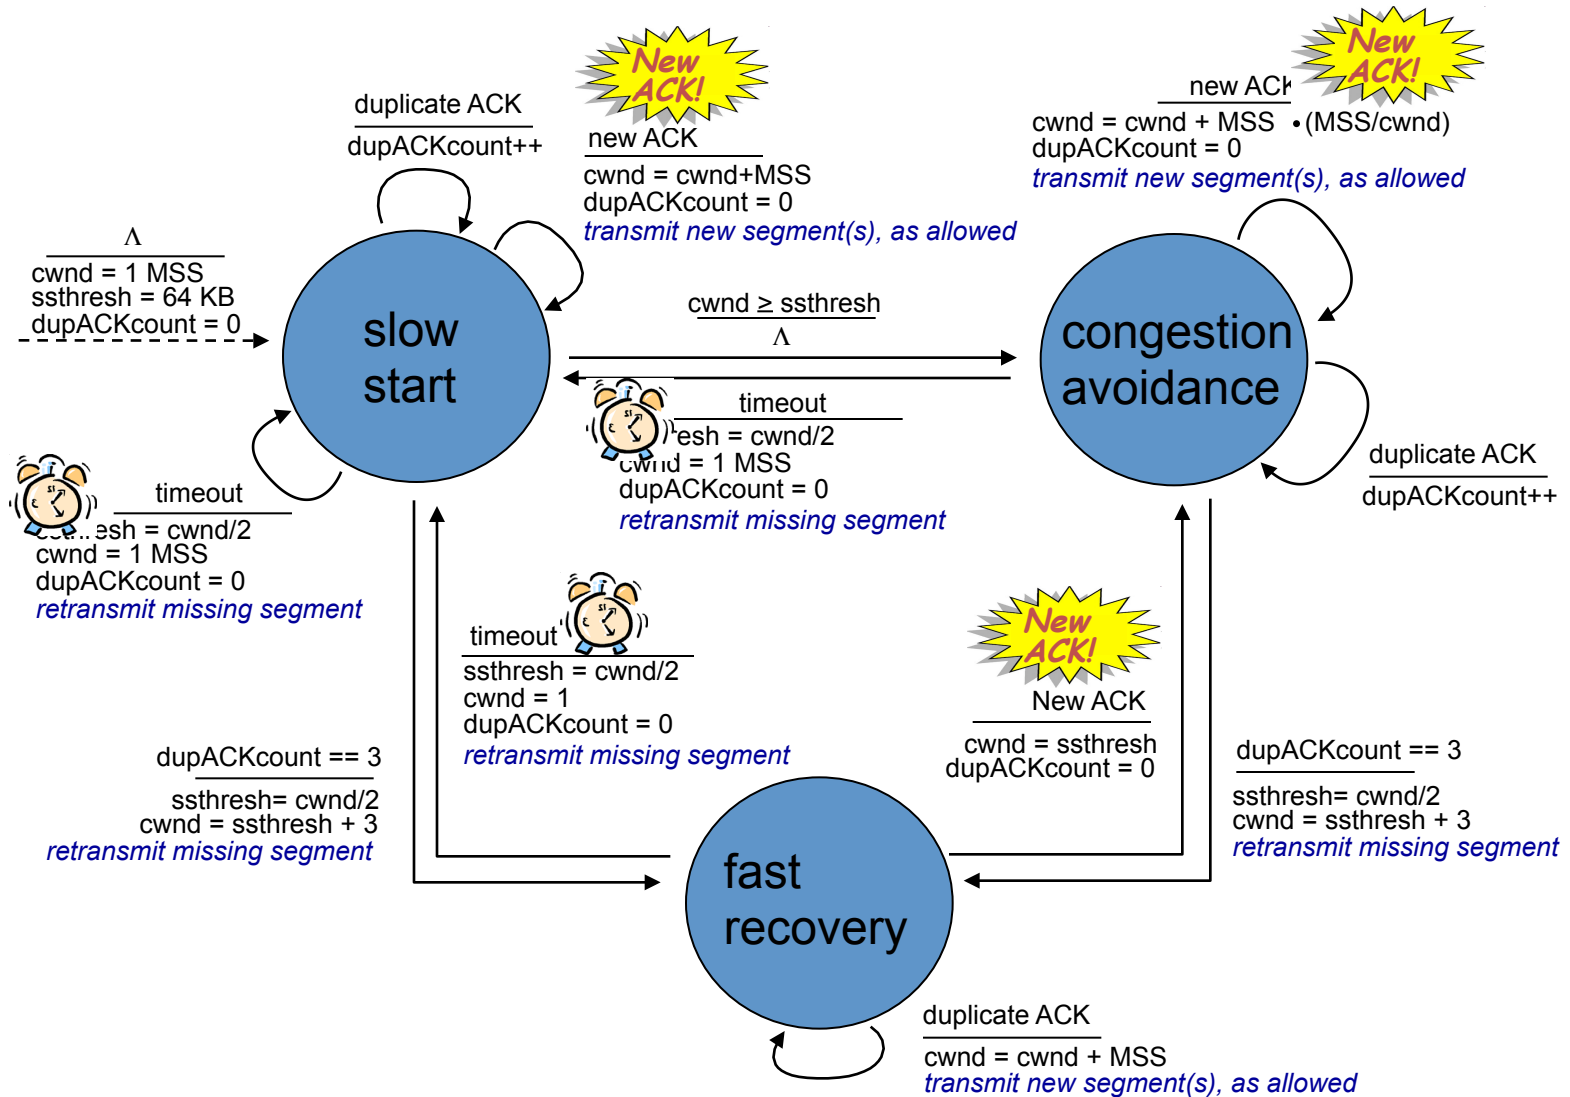 New
ACK!
New
ACK!
duplicate ACK
dupACKcount++
new ACK
cwnd = cwnd+MSS
dupACKcount = 0
transmit new segment(s), as allowed
new ACK
cwnd = cwnd + MSS •(MSS/cwnd)
dupACKcount = 0
transmit new segment(s), as allowed
Λ
cwnd = 1 MSS
ssthresh = 64 KB
dupACKcount = 0
slow
start
cwnd ≥ ssthresh
Λ
congestion
avoidance
timeout
esh = cwnd/2
cwnd = 1 MSS
dupACKcount = 0
retransmit missing segment
duplicate ACK
dupACKcount++
timeout
esh = cwnd/2
cwnd = 1 MSS
dupACKcount = 0
retransmit missing segment
timeout
ssthresh = cwnd/2
cwnd = 1
dupACKcount = 0
retransmit missing segment
New
ACK!
New ACK
cwnd = ssthresh
dupACKcount = 0
dupACKcount == 3
ssthresh= cwnd/2
cwnd = ssthresh + 3
retransmit missing segment
dupACKcount == 3
ssthresh= cwnd/2
cwnd = ssthresh + 3
retransmit missing segment
fast
recovery
duplicate ACK
cwnd = cwnd + MSS
transmit new segment(s), as allowed